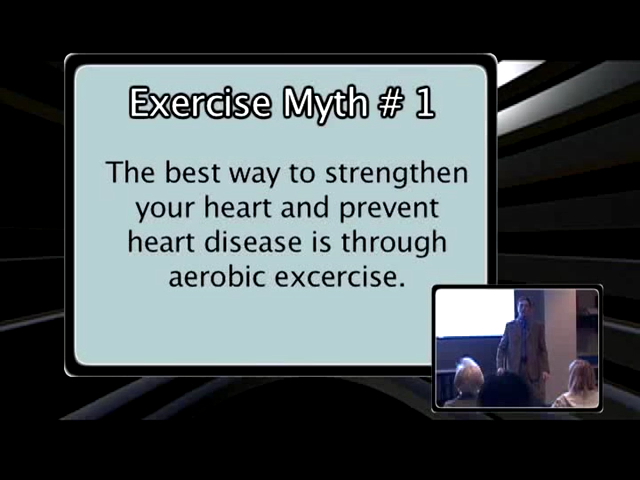 Exercise Myth # 1
The best way to strengthen
your heart and prevent
heart disease is through
aerobic excercise.